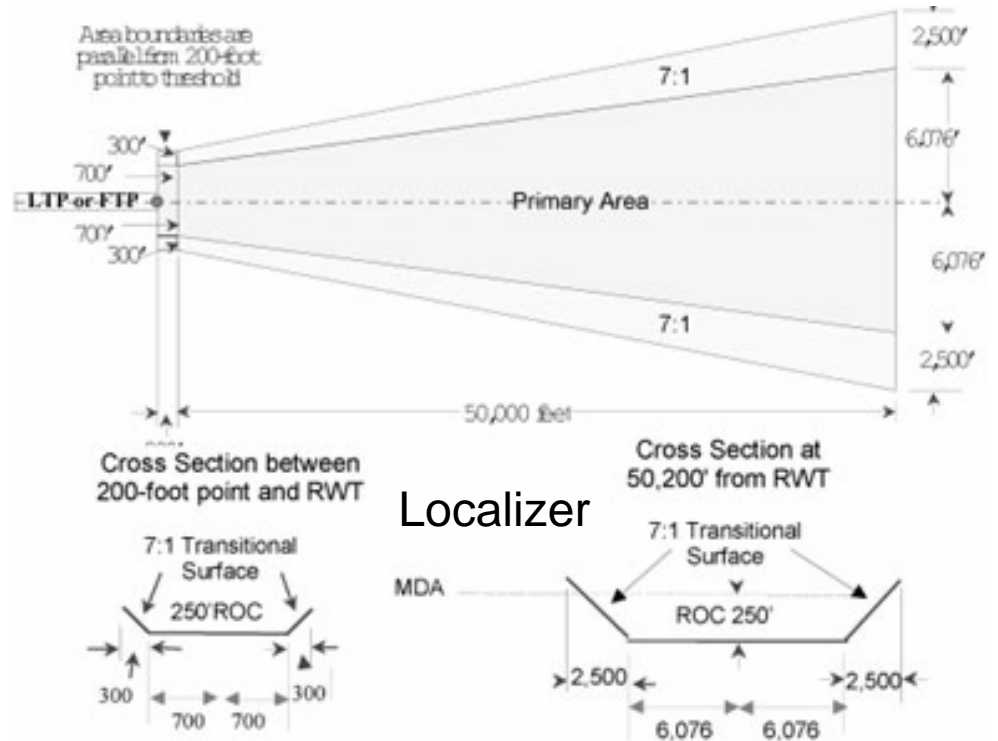 Area boundaries are
parallel from 200-foot
point to threshold
2,500'
7:1
300'
6,076'
700'
LTP or FTP
Primary Area
700'
300'
6,076'
7:1
2,500'
50,000 feet
Cross Section between
200-foot point and RWT
Cross Section at
50,200' from RWT
Localizer
7:1 Transitional
Surface
7:1 Transitional
Surface
MDA
250'ROC
ROC 250'
300
300
700
700
2,500
2,500
6,076
6,076